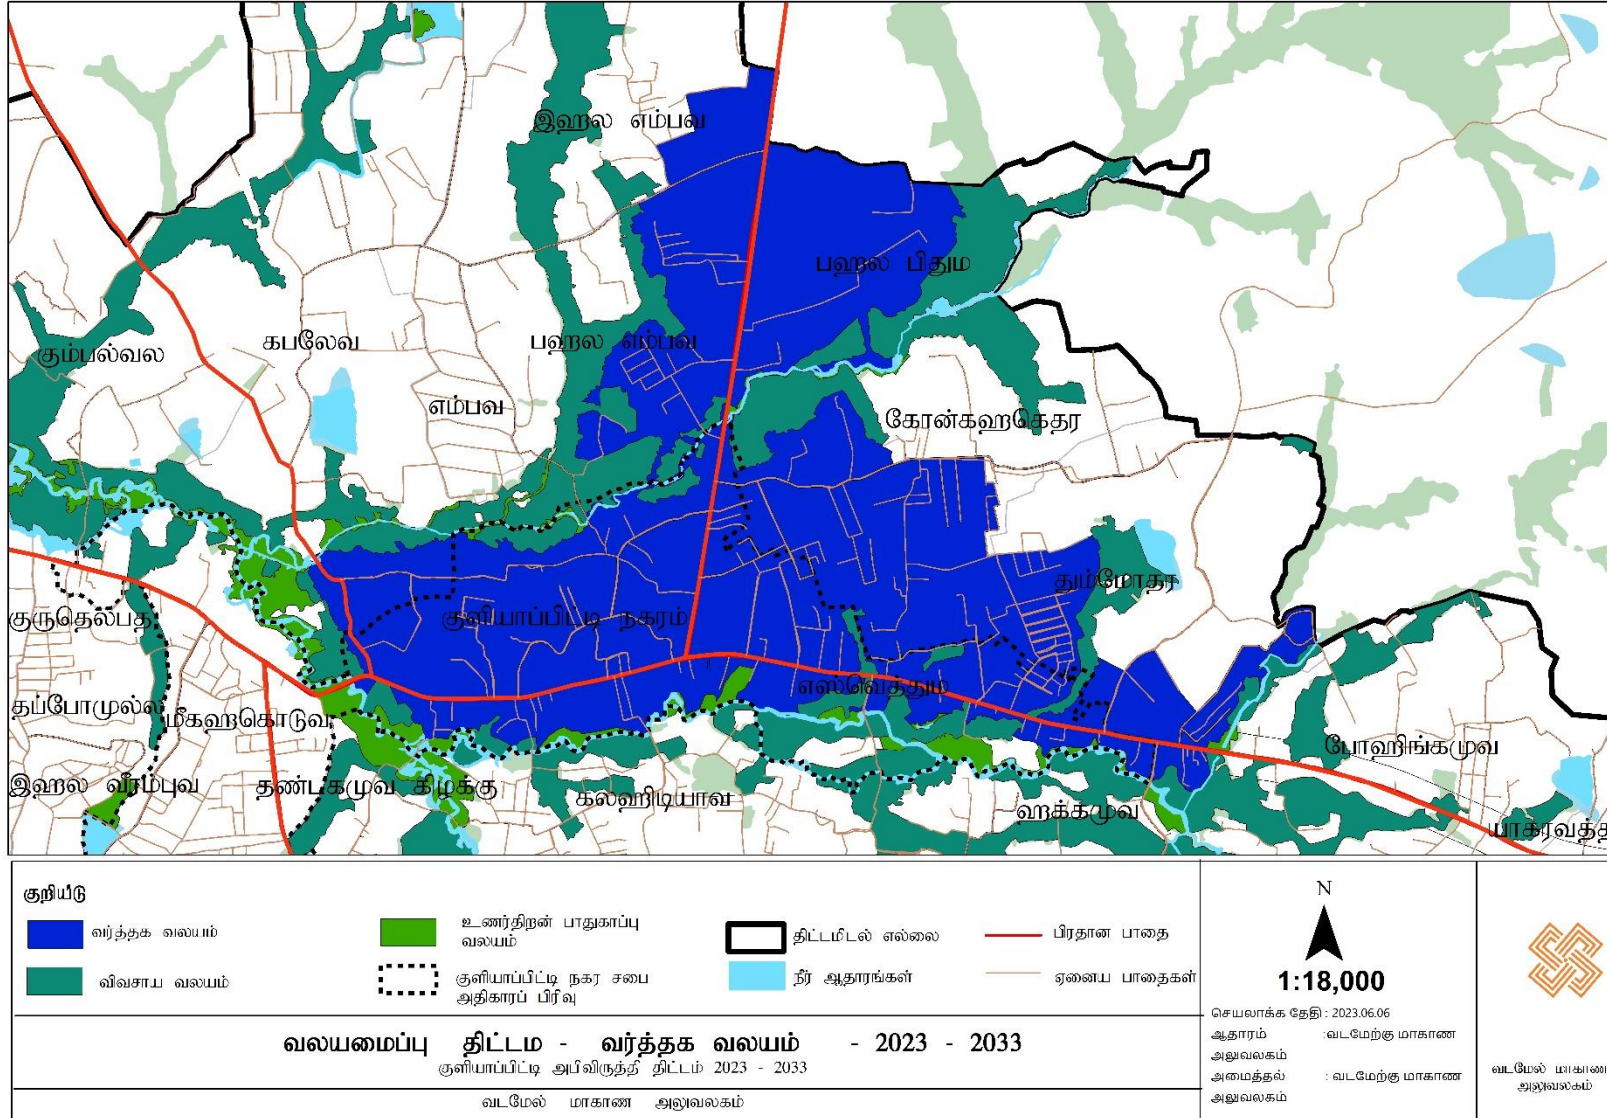 இஹல எம்பவ
பஹல பிதும
கும்பல்வல
கபலேவ
பஹல எம்பவ
எம்பவ
கோன்கஹகெதர
தும்மோதர
குருதெல்பத
குளியாப்பிட்டி நகரம்
எஸ்வெத்தும
தப்போமுல்ல
மீகஹகொடுவ
போஹிங்கமுவ
இஹல வீரம்புவ
தண்டகமுவ கிழக்கு
கலஹிடியாவ
ஹக்கமுவ
யாகரவத்த
குறியீடு
வர்த்தக வலயம்
விவசாய வலயம்
உணர்திறன் பாதுகாப்பு
வலயம்
குளியாப்பிட்டி நகர சபை
அதிகாரப் பிரிவு
திட்டமிடல் எல்லை
நீர் ஆதாரங்கள்
பிரதான பாதை
ஏனைய பாதைகள்
N
1:18,000
செயலாக்க தேதி : 2023.06.06
ஆதாரம் : வடமேற்கு மாகாண
அலுவலகம்
அமைத்தல் : வடமேற்கு மாகாண
அலுவலகம்
வடமேல் மாகாண
அலுவலகம்
வலயமைப்பு திட்டம - வர்த்தக வலயம் - 2023 - 2033
குளியாப்பிட்டி அபிவிருத்தி திட்டம் 2023 - 2033
வடமேல் மாகாண அலுவலகம்